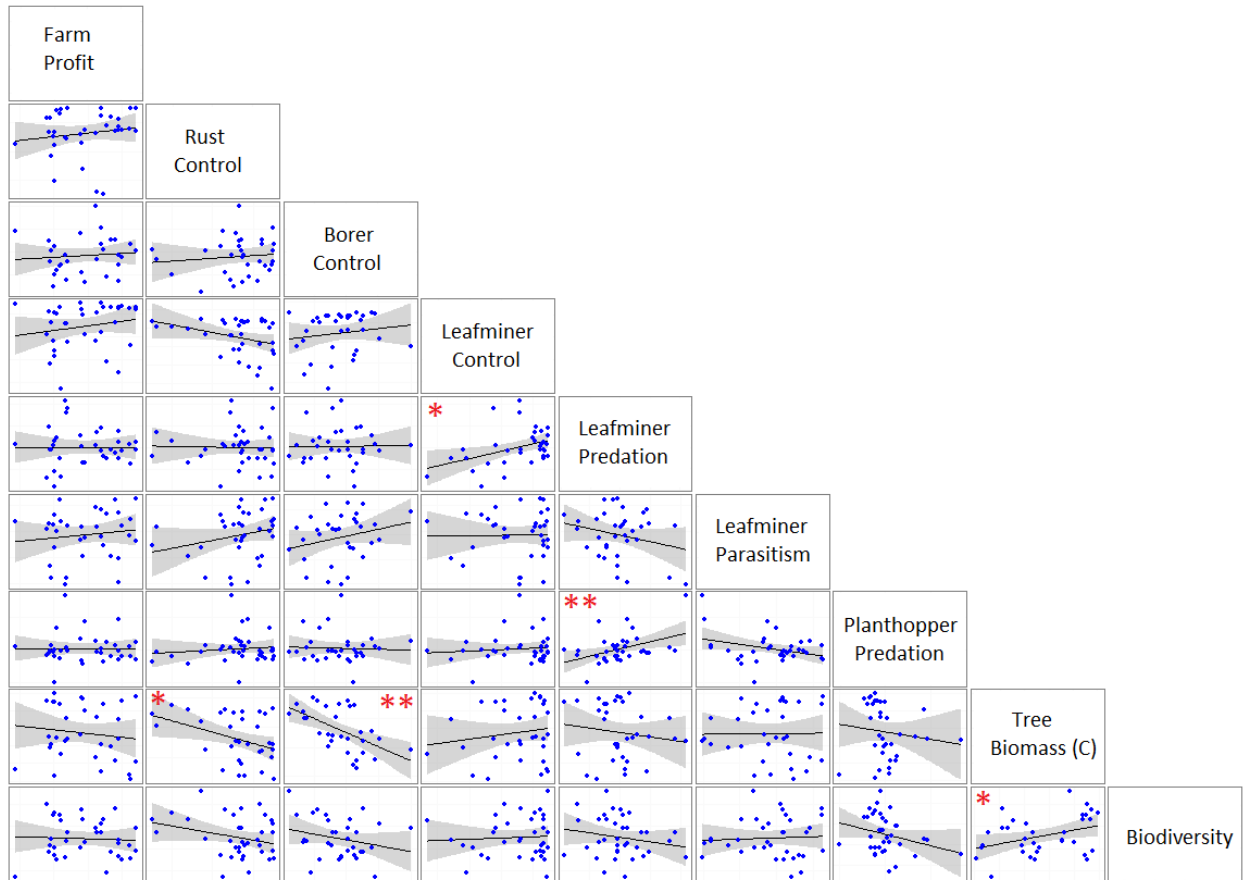 Farm
Profit
Rust
Control
Borer
Control
Leafminer
Control
*
Leafminer
Predation
Leafminer
Parasitism
**
Planthopper
Predation
*
**
Tree
Biomass (C)
*
Biodiversity